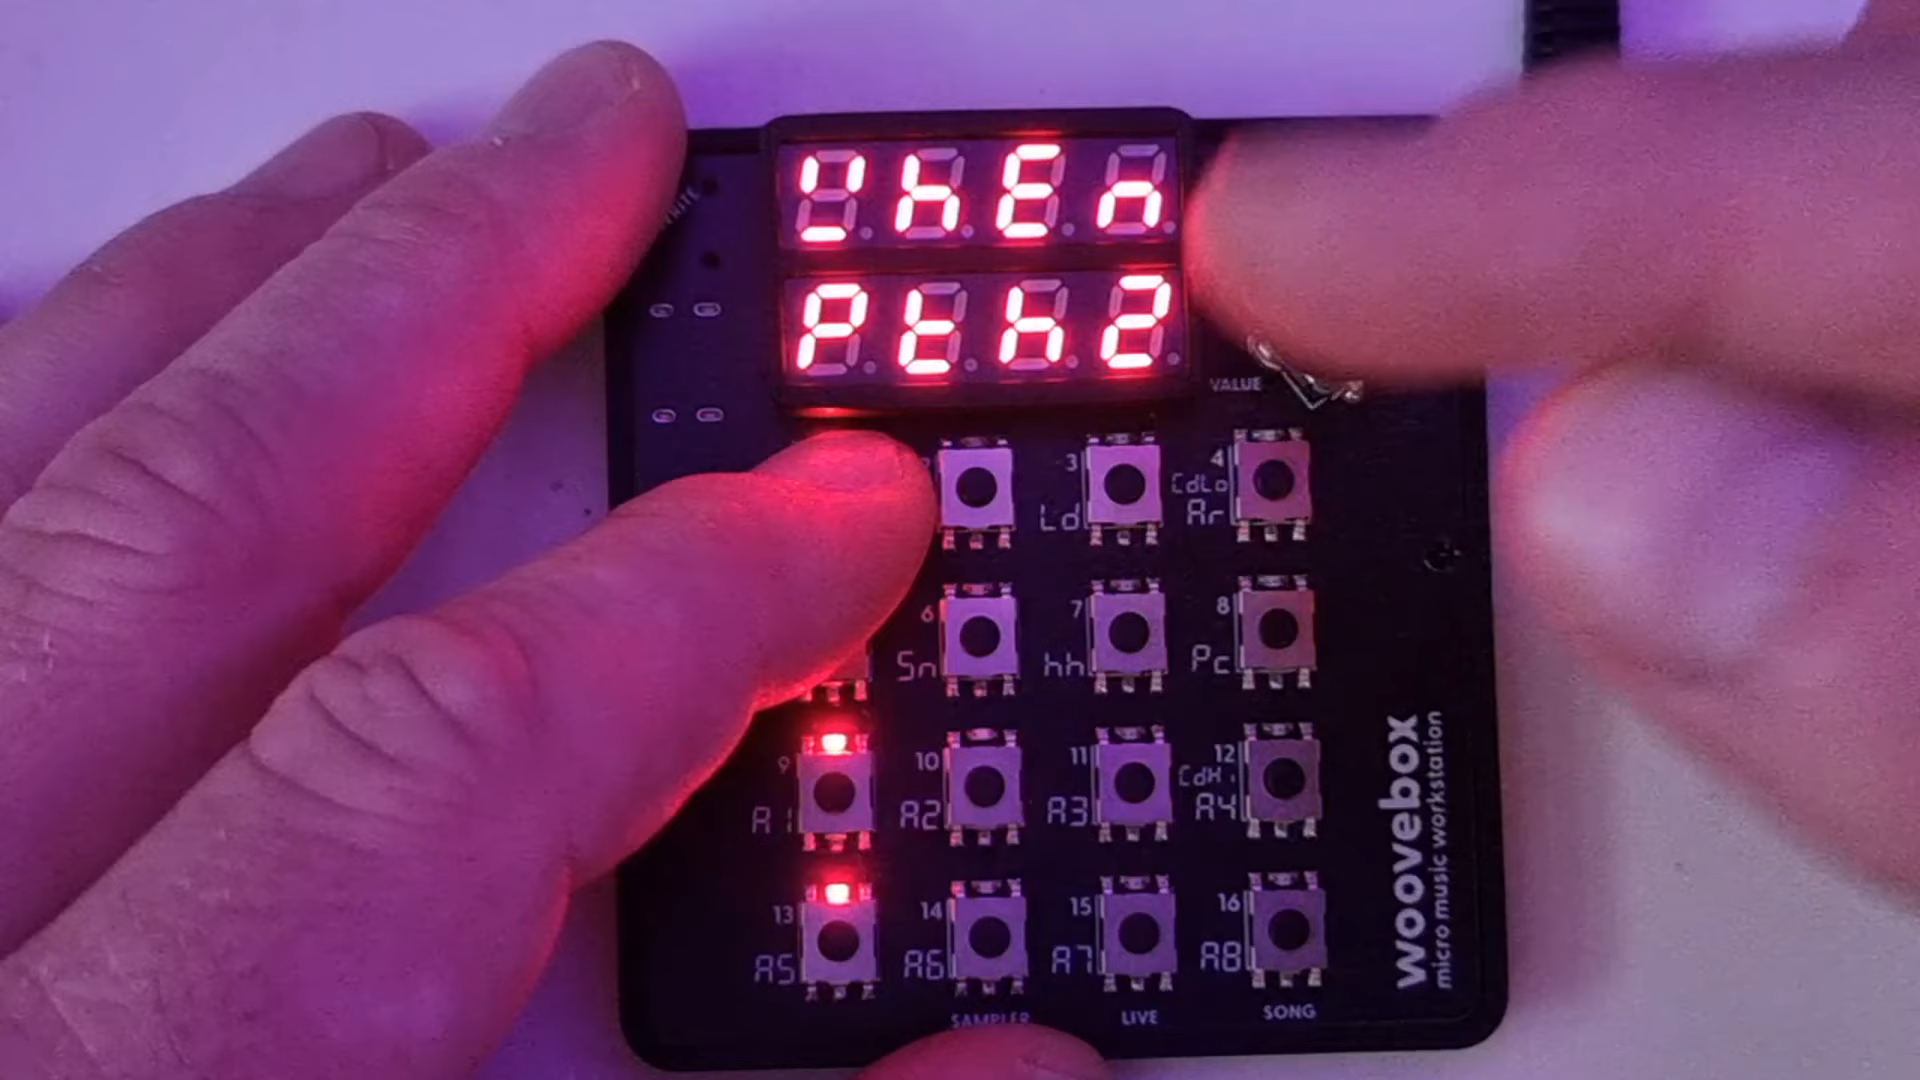 WhEn
Pth2
VALUE
3
4
CdLo
Ld
Ar
6
7
8
Sn
hh
Pc
9
10
11
12
CdHi
A1
A2
A3
A4
13
14
15
16
A5
A6
A7
A8
SAMPLER
LIVE
SONG
woovebox
micro music workstation